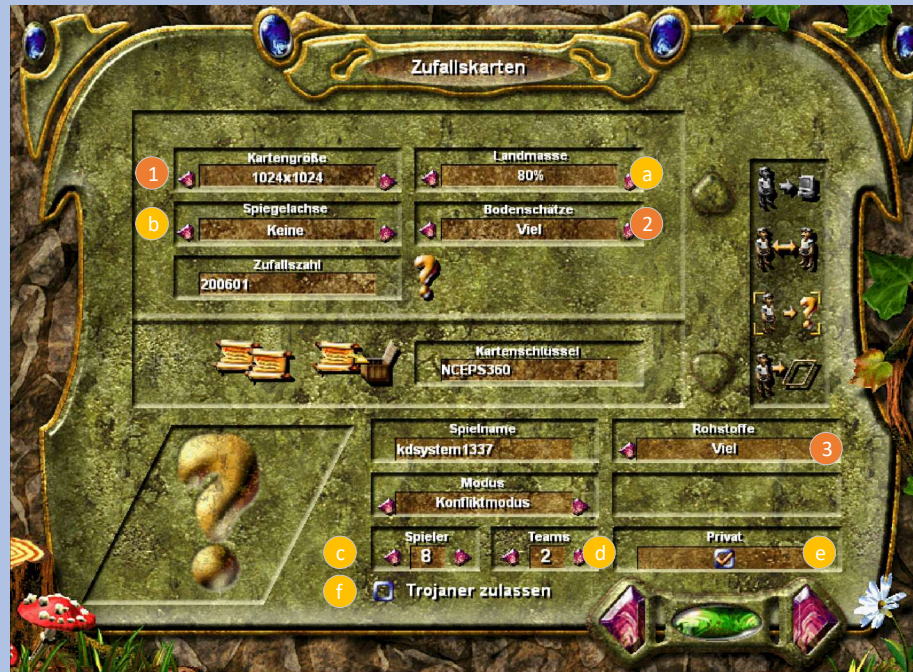 Zufallskarten
Kartengröße
Landmasse
1 1024x1024
80% a
Spiegelachse
Bodenschätze
b Keine
Viel 2
Zufallszahl
200601
Kartenschlüssel
NCEPS360
Spielname
Rohstoffe
kdsystem1337
Viel 3
Modus
Konfliktmodus
Spieler
Teams
Privat
c 8
2 d
e
f Trojaner zulassen